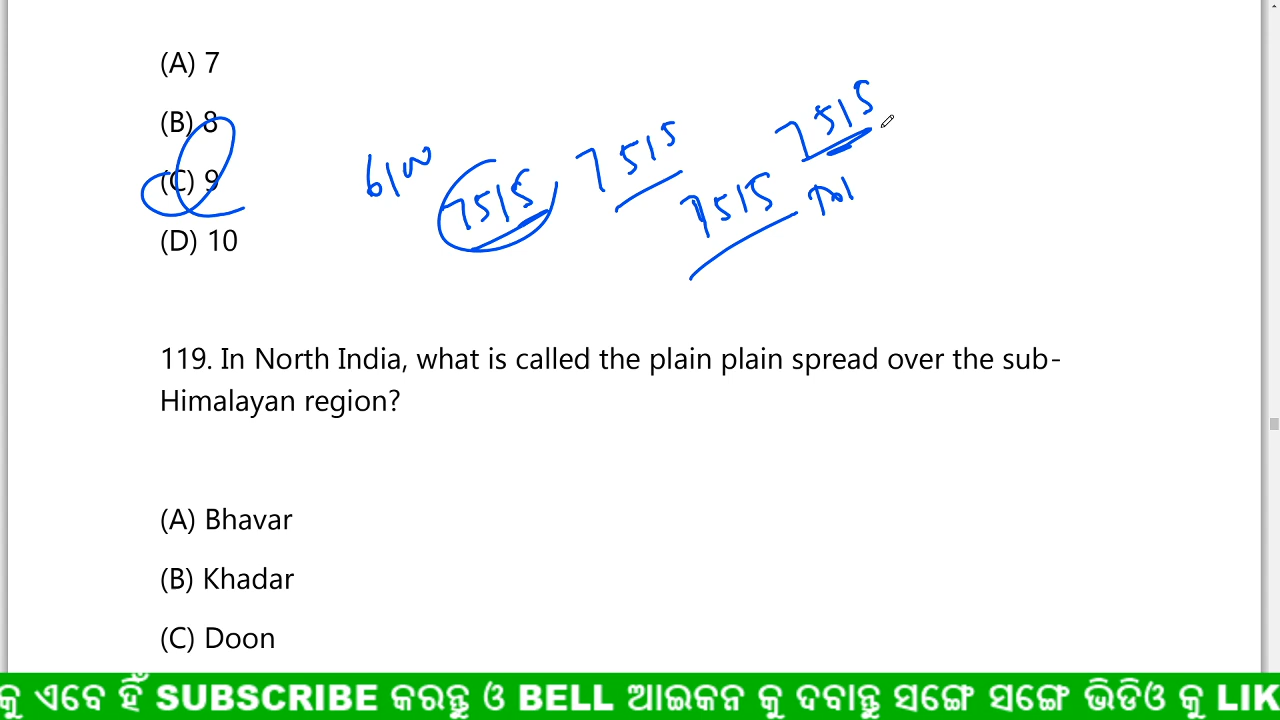 (A) 7
(B) 8
(C) 9
(D) 10
6100 7515 7515 7515 7515
119. In North India, what is called the plain plain spread over the sub-
Himalayan region?
(A) Bhavar
(B) Khadar
(C) Doon
କୁ ଏବେ ହିଁ SUBSCRIBE କରନ୍ତୁ ଓ BELL ଆଇକନ କୁ ଦବାନ୍ତୁ ସଙ୍ଗେ ସଙ୍ଗେ ଭିଡିଓ କୁ LIK